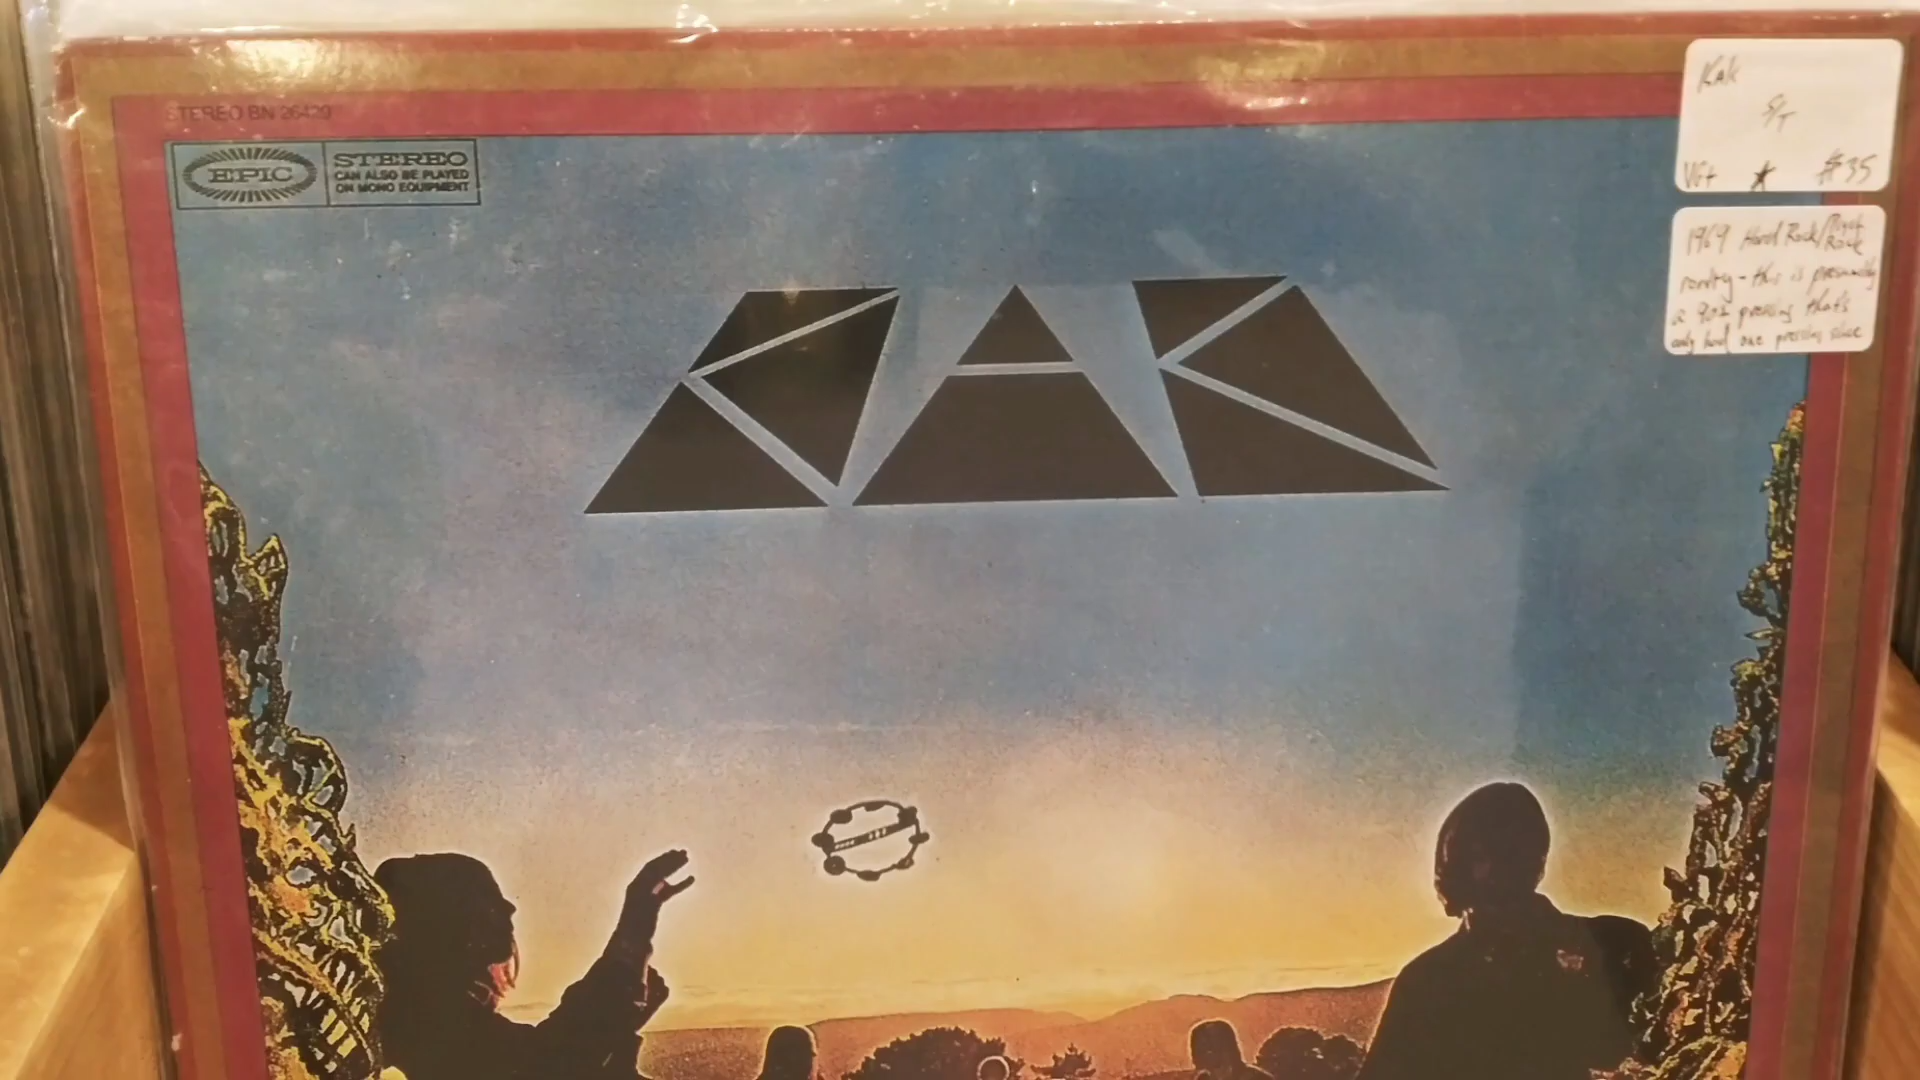 STEREO BN 26429
EPIC
STEREO
CAN ALSO BE PLAYED
ON MONO EQUIPMENT
KAK
KAK
S/T
VG+ ★ $35
1969 Hard Rock/Psych
Rock
rarity - this is presumably
a 90s pressing that's
only had one pressing since